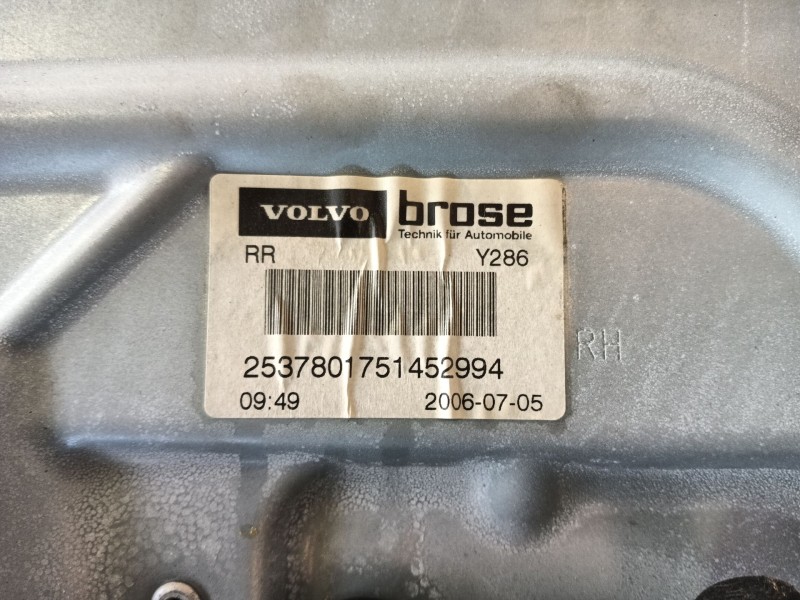 VOLVO brose
Technik für Automobile
RR Y286
2537801751452994
RH
09:49 2006-07-05